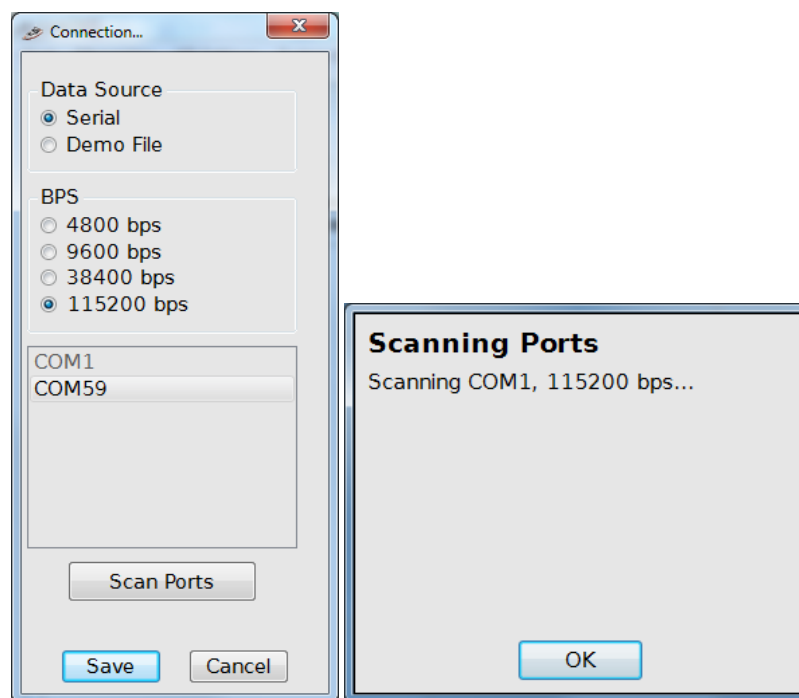 Connection...
Data Source
Serial
Demo File
BPS
4800 bps
9600 bps
38400 bps
115200 bps
COM1
COM59
Scan Ports
Save
Cancel
Scanning Ports
Scanning COM1, 115200 bps...
OK